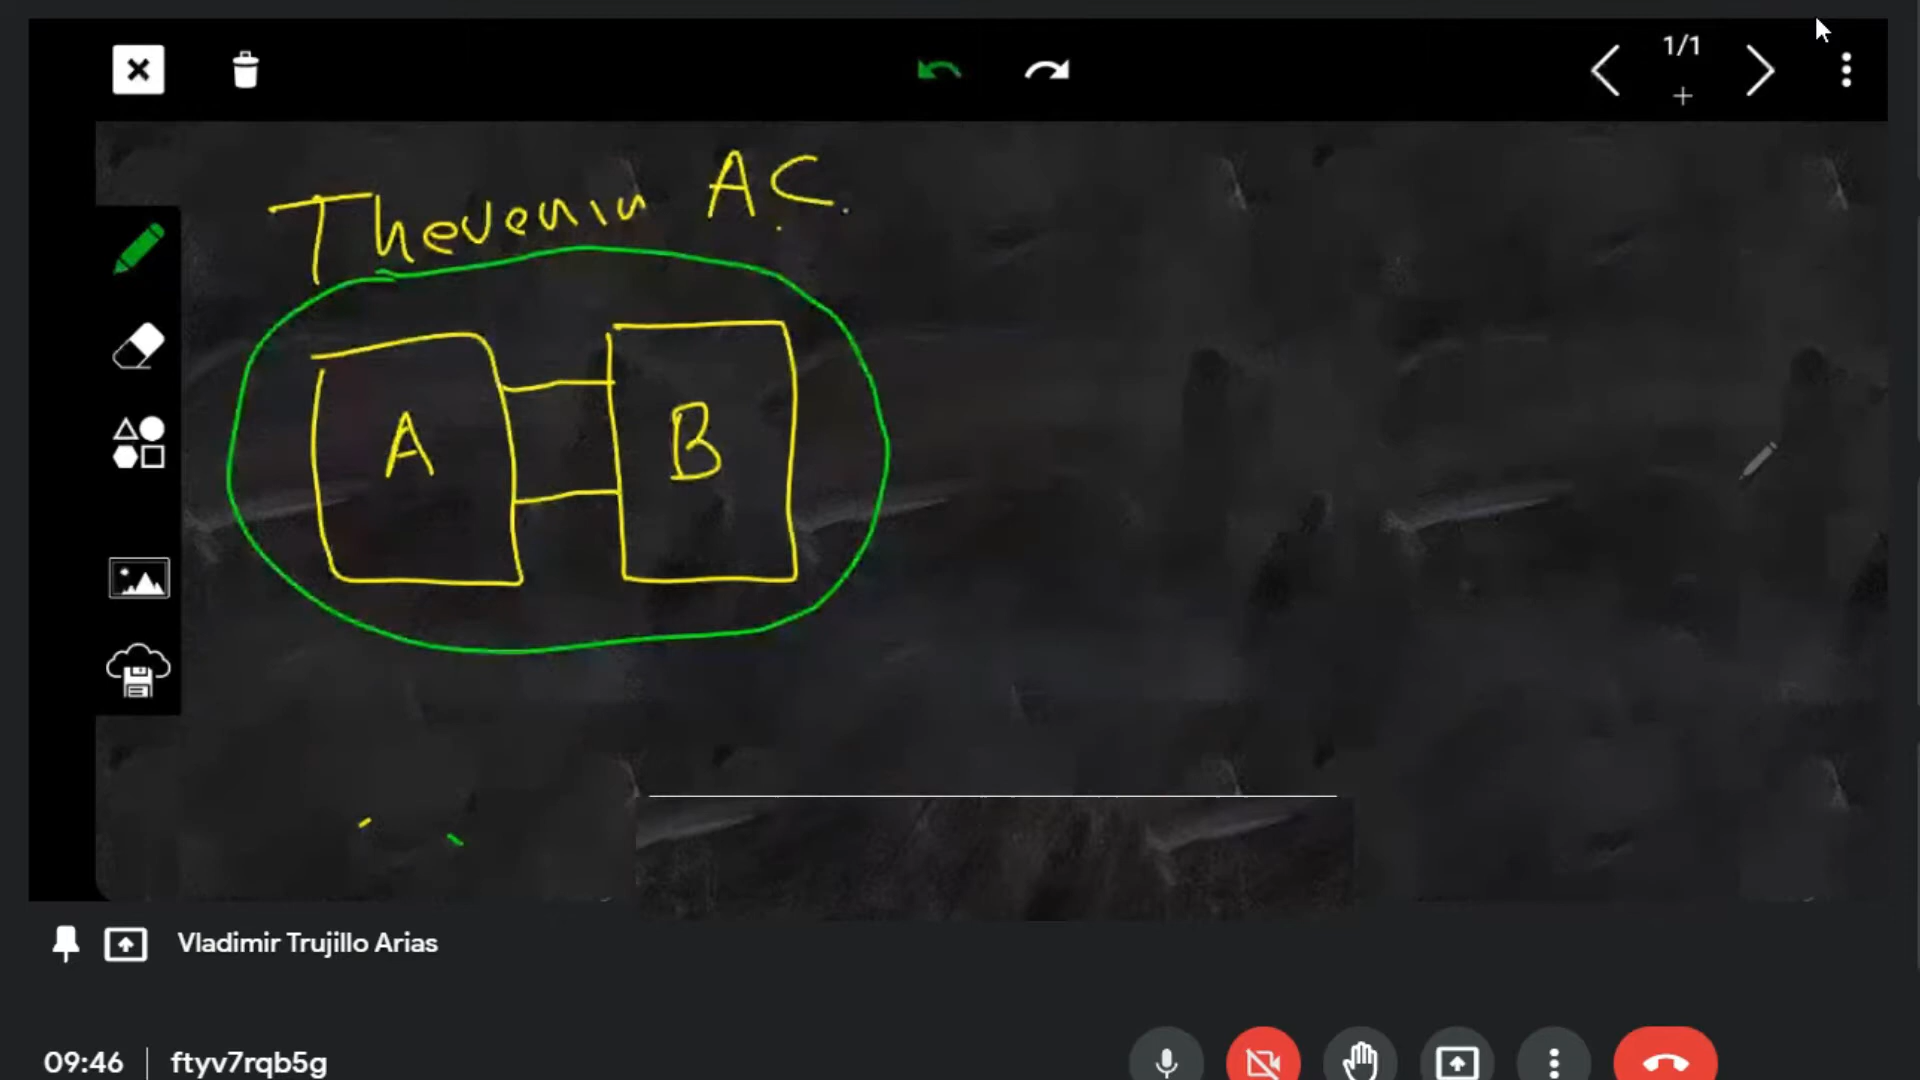 1/1
Thevenin AC.
A B
Vladimir Trujillo Arias
09:46 ftyv7rqb5g